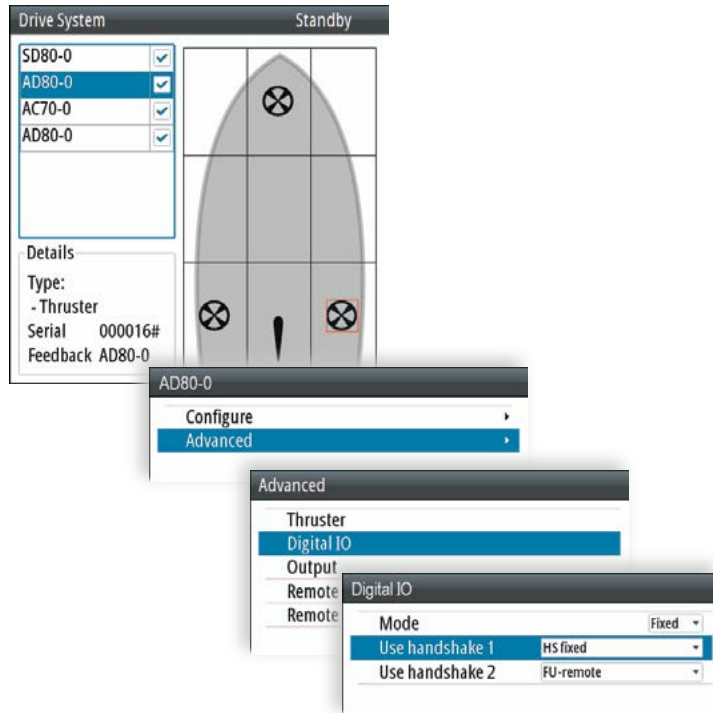 Drive System Standby
SD80-0
AD80-0
AC70-0
AD80-0
Details
Type:
- Thruster
Serial 000016#
Feedback AD80-0
AD80-0
Configure
Advanced
Advanced
Thruster
Digital IO
Output
Remote
Remote
Digital IO
Mode Fixed
Use handshake 1 HS fixed
Use handshake 2 FU-remote